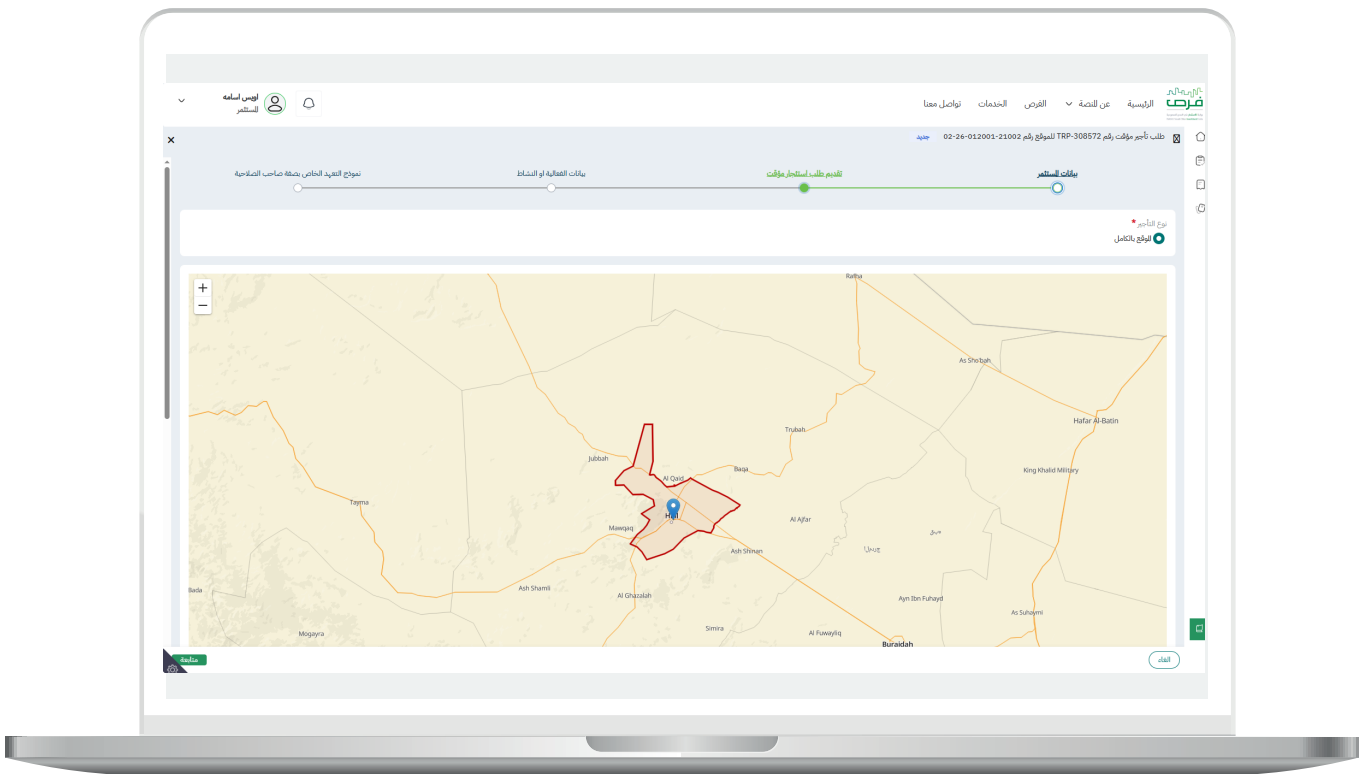 فرص
الرئيسية
عن المنصة
الفرص
الخدمات
تواصل معنا
اويس اسامه
المستثمر
طلب تأجير مؤقت رقم TRP-308572 للموقع رقم 21002-012001-26-02
جديد
بيانات المستثمر
تقديم طلب استئجار مؤقت
بيانات الفعالية او النشاط
نموذج التعهد الخاص بصفة صاحب الصلاحية
نوع التأجير *
الموقع بالكامل
+
−
Rafha
As Sho'bah
Hafar Al-Batin
Trubah
Jubbah
Baqa
Al Qaid
King Khalid Military
Tayma
Hail
Al Ajfar
Mawqaq
Ash Shinan
Bada
Ash Shamli
Al Ghazalah
Ayn Ibn Fuhayd
As Suhaymi
Mogayra
Simira
Al Fuwayliq
Buraidah
الغاء
متابعة